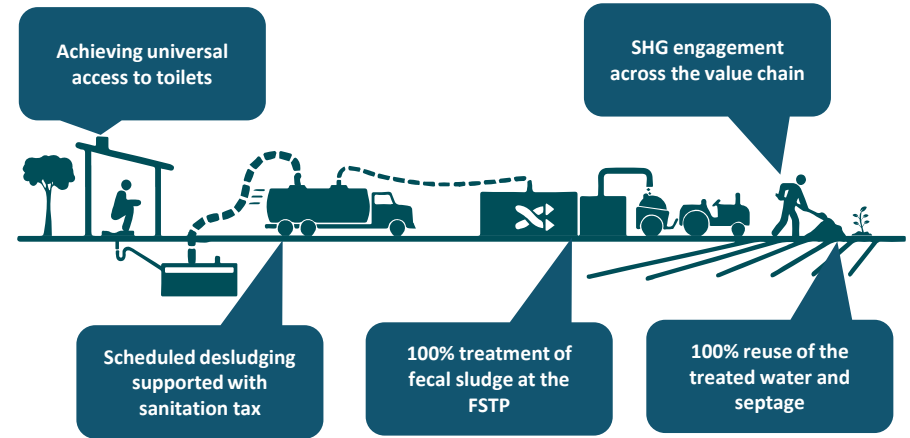 Achieving universal
access to toilets
SHG engagement
across the value chain
Scheduled desludging
supported with
sanitation tax
100% treatment of
fecal sludge at the
FSTP
100% reuse of the
treated water and
septage